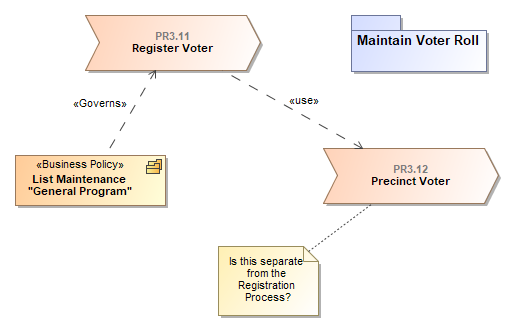 PR3.11
Register Voter
Maintain Voter Roll
«Governs»
«use»
«Business Policy»
List Maintenance
"General Program"
PR3.12
Precinct Voter
Is this separate
from the
Registration
Process?